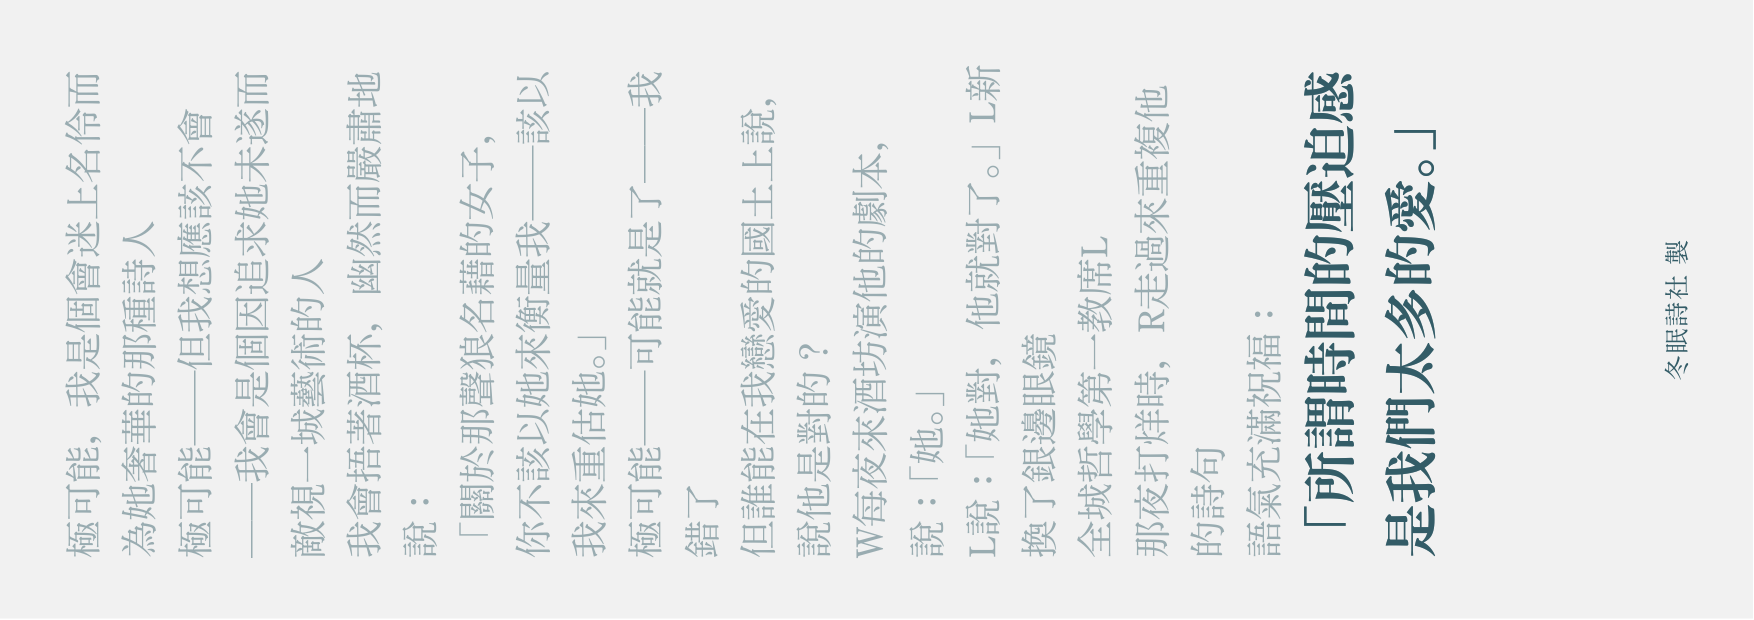 極可能，我是個會迷上名伶而
為她奢華的那種詩人
極可能——但我想應該不會
——我會是個因追求她未遂而
敵視一城藝術的人
我會捂著酒杯，幽然而嚴肅地
說：
「關於那聲狼名藉的女子，
你不該以她來衡量我——該以
我來重估她。」
極可能——可能就是了——我
錯了
但誰能在我戀愛的國土上說，
說他是對的？
W每夜來酒坊演他的劇本，
說：「她。」
L說：「她對，他就對了。」L新
換了銀邊眼鏡
全城哲學第一教席L
那夜打烊時，R走過來重複他
的詩句
語氣充滿祝福：
「所謂時間的壓迫感
是我們太多的愛。」
冬眠詩社 製